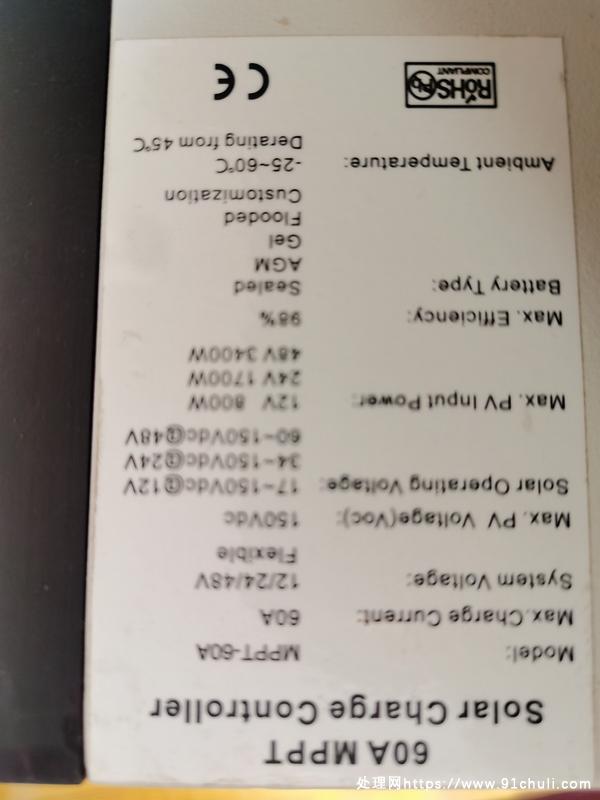 60A MPPT
Solar Charge Controller
Model: MPPT-60A
Max.Charge Current: 60A
System Voltage: 12/24/48V
Flexible
Max. PV Voltage(Voc): 150Vdc
Solar Operating Voltage: 17~150Vdc@12V
34~150Vdc@24V
60~150Vdc@48V
Max. PV Input Power: 12V 800W
24V 1700W
48V 3400W
Max. Efficiency: 98%
Battery Type: Sealed
AGM
Gel
Flooded
Customization
Ambient Temperature: -25~60℃
Derating from 45℃
RoHS Pb
COMPLIANT
CE
处理网https://www.91chuli.com/